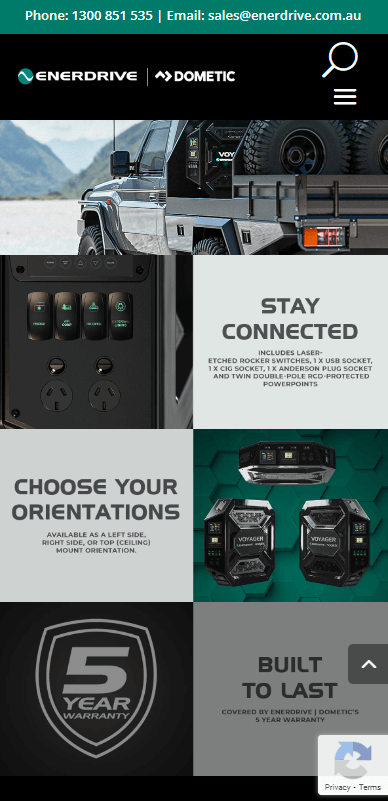 Phone: 1300 851 535 | Email: sales@enerdrive.com.au
ENERDRIVE | DOMETIC
VOYAGER
STAY
CONNECTED
INCLUDES LASER-
ETCHED ROCKER SWITCHES, 1 X USB SOCKET,
1 X CIG SOCKET, 1 X ANDERSON PLUG SOCKET
AND TWIN DOUBLE-POLE RCD-PROTECTED
POWERPOINTS
CHOOSE YOUR
ORIENTATIONS
AVAILABLE AS A LEFT SIDE,
RIGHT SIDE, OR TOP (CEILING)
MOUNT ORIENTATION.
VOYAGER
VOYAGER
5
YEAR
WARRANTY
BUILT
TO LAST
COVERED BY ENERDRIVE | DOMETIC'S
5 YEAR WARRANTY
Privacy - Terms